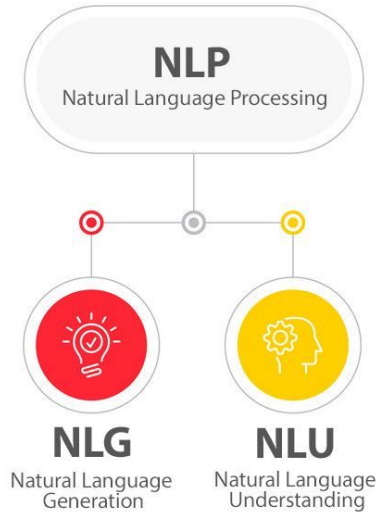 NLP
Natural Language Processing
NLG
Natural Language
Generation
NLU
Natural Language
Understanding